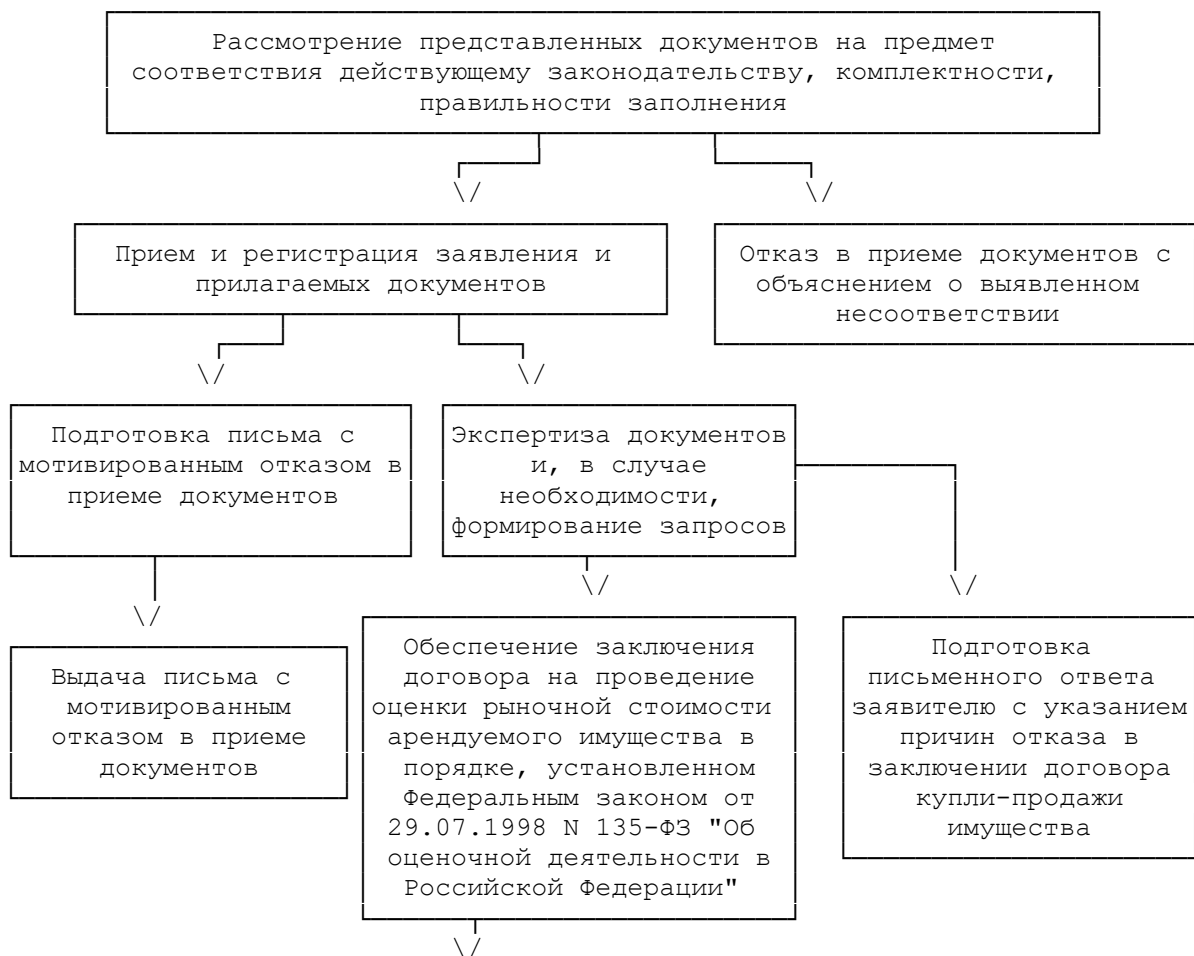 Рассмотрение представленных документов на предмет
соответствия действующему законодательству, комплектности,
правильности заполнения
Прием и регистрация заявления и
прилагаемых документов
Отказ в приеме документов с
объяснением о выявленном
несоответствии
Подготовка письма с
мотивированным отказом в
приеме документов
Экспертиза документов
и, в случае
необходимости,
формирование запросов
Выдача письма с
мотивированным
отказом в приеме
документов
Обеспечение заключения
договора на проведение
оценки рыночной стоимости
арендуемого имущества в
порядке, установленном
Федеральным законом от
29.07.1998 N 135-ФЗ "Об
оценочной деятельности в
Российской Федерации"
Подготовка
письменного ответа
заявителю с указанием
причин отказа в
заключении договора
купли-продажи
имущества